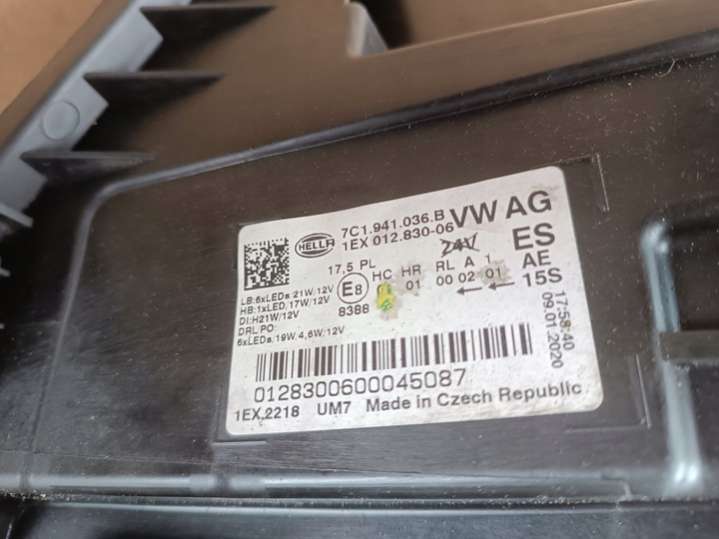 7C1.941.036.B VW AG
HELLA 1EX 012.830-06 24V ES
17,5 PL HC HR RL A 1 AE
E8 01 00 02 01 15S
8388
LB:6xLEDs,21W,12V
HB:1xLED,17W/12V
DI:H21W/12V
DRL PO:
6xLEDs,19W,4,6W,12V
17:58:40
09.01.2020
0128300600045087
1EX.2218 UM7 Made in Czech Republic